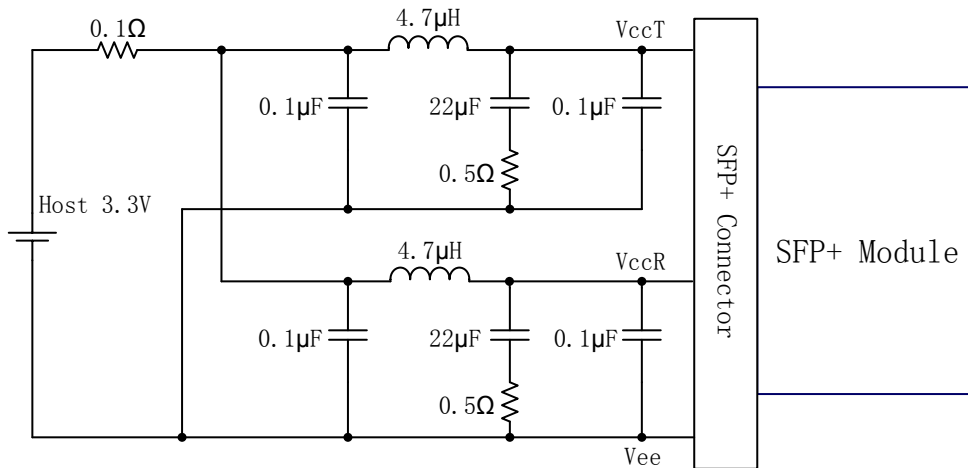 4.7μH
0.1Ω
VccT
0.1μF
22μF
0.1μF
0.5Ω
Host 3.3V
4.7μH
VccR
0.1μF
22μF
0.1μF
0.5Ω
Vee
SFP+ Connector
SFP+ Module